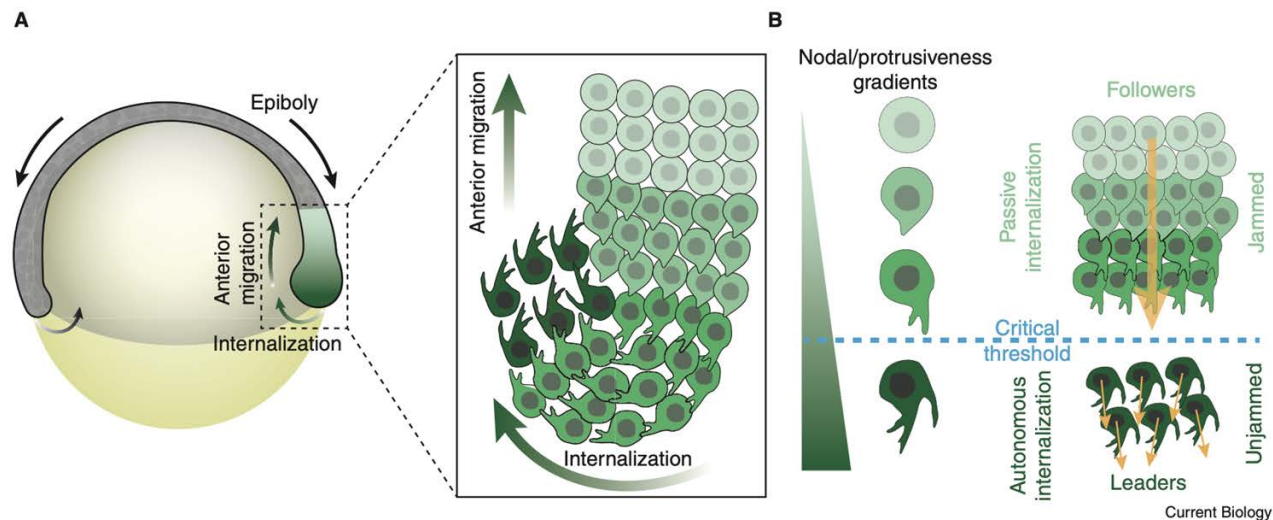 A
Epiboly
Anterior
migration
Internalization
Anterior migration
Internalization
B
Nodal/protrusiveness
gradients
Followers
Passive
internalization
Jammed
Critical
threshold
Autonomous
internalization
Unjammed
Leaders
Current Biology